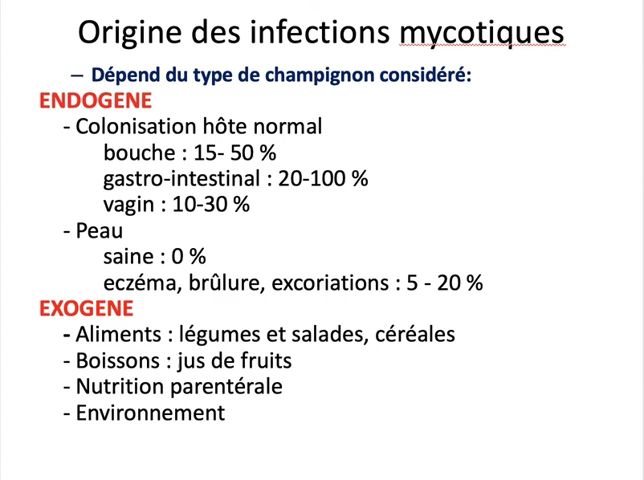 Origine des infections mycotiques
– Dépend du type de champignon considéré:
ENDOGENE
- Colonisation hôte normal
bouche : 15- 50 %
gastro-intestinal : 20-100 %
vagin : 10-30 %
- Peau
saine : 0 %
eczéma, brûlure, excoriations : 5 - 20 %
EXOGENE
- Aliments : légumes et salades, céréales
- Boissons : jus de fruits
- Nutrition parentérale
- Environnement